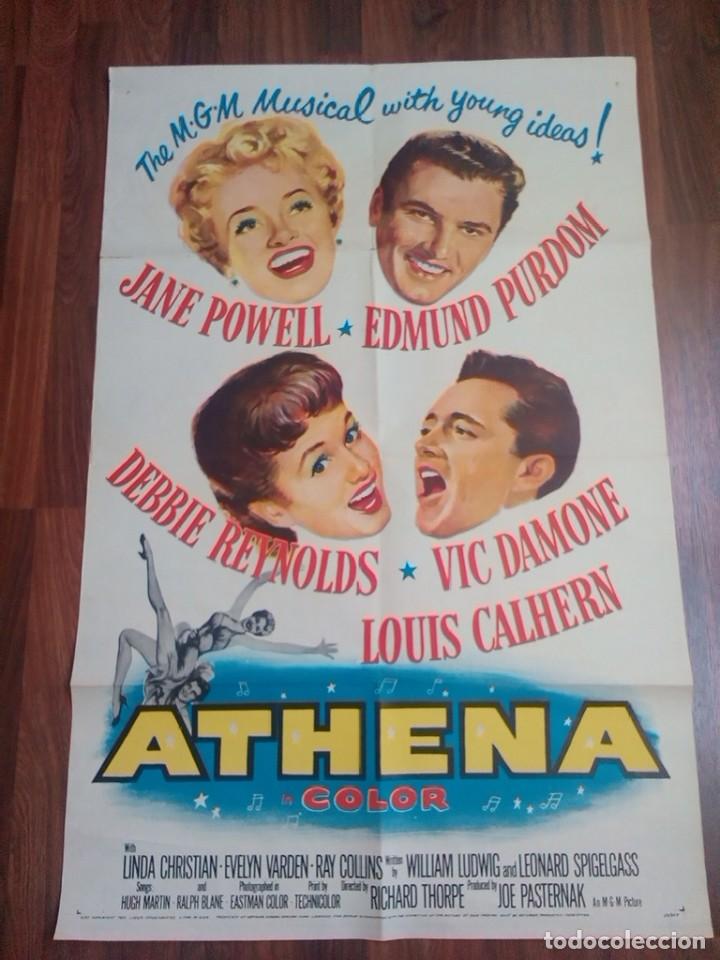 The M-G-M Musical with young ideas!
JANE POWELL ★ EDMUND PURDOM
DEBBIE REYNOLDS ★ VIC DAMONE
LOUIS CALHERN
ATHENA
in COLOR
With LINDA CHRISTIAN · EVELYN VARDEN · RAY COLLINS Written by WILLIAM LUDWIG and LEONARD SPIGELGASS
Songs HUGH MARTIN and RALPH BLANE · Photographed in EASTMAN COLOR · Print by TECHNICOLOR Directed by RICHARD THORPE Produced by JOE PASTERNAK An M-G-M Picture
todocoleccion
todocoleccion.net